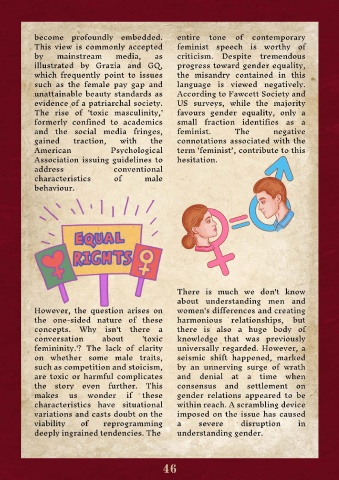 become profoundly embedded.
This view is commonly accepted
by mainstream media, as
illustrated by Grazia and GQ,
which frequently point to issues
such as the female pay gap and
unattainable beauty standards as
evidence of a patriarchal society.
The rise of 'toxic masculinity,'
formerly confined to academics
and the social media fringes,
gained traction, with the
American Psychological
Association issuing guidelines to
address conventional
characteristics of male
behaviour.
EQUAL
RIGHTS
However, the question arises on
the one-sided nature of these
concepts. Why isn't there a
conversation about 'toxic
femininity.'? The lack of clarity
on whether some male traits,
such as competition and stoicism,
are toxic or harmful complicates
the story even further. This
makes us wonder if these
characteristics have situational
variations and casts doubt on the
viability of reprogramming
deeply ingrained tendencies. The
entire tone of contemporary
feminist speech is worthy of
criticism. Despite tremendous
progress toward gender equality,
the misandry contained in this
language is viewed negatively.
According to Fawcett Society and
US surveys, while the majority
favours gender equality, only a
small fraction identifies as a
feminist. The negative
connotations associated with the
term 'feminist', contribute to this
hesitation.
There is much we don't know
about understanding men and
women's differences and creating
harmonious relationships, but
there is also a huge body of
knowledge that was previously
universally regarded. However, a
seismic shift happened, marked
by an unnerving surge of wrath
and denial at a time when
consensus and settlement on
gender relations appeared to be
within reach. A scrambling device
imposed on the issue has caused
a severe disruption in
understanding gender.
46